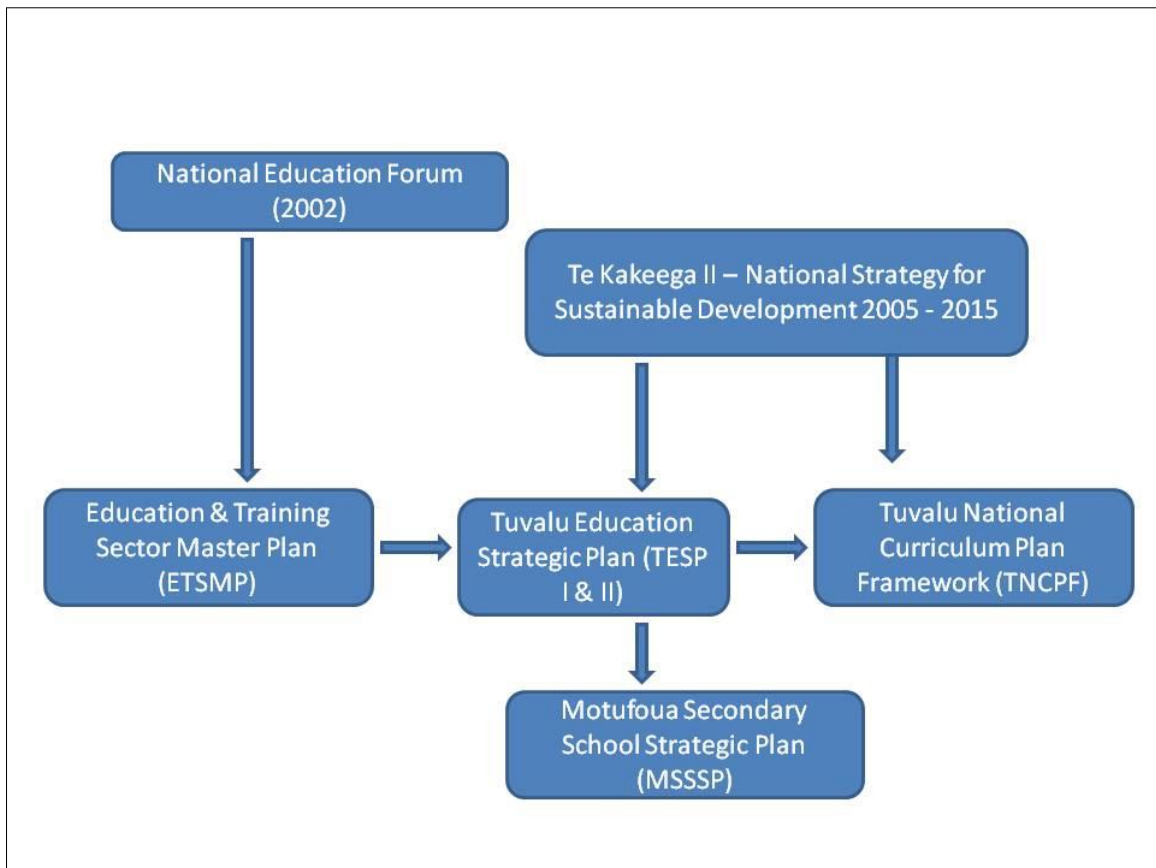 National Education Forum
(2002)
Te Kakeega II – National Strategy for
Sustainable Development 2005 - 2015
Education & Training
Sector Master Plan
(ETSMP)
Tuvalu Education
Strategic Plan (TESP
I & II)
Tuvalu National
Curriculum Plan
Framework (TNCPF)
Motufoua Secondary
School Strategic Plan
(MSSSP)